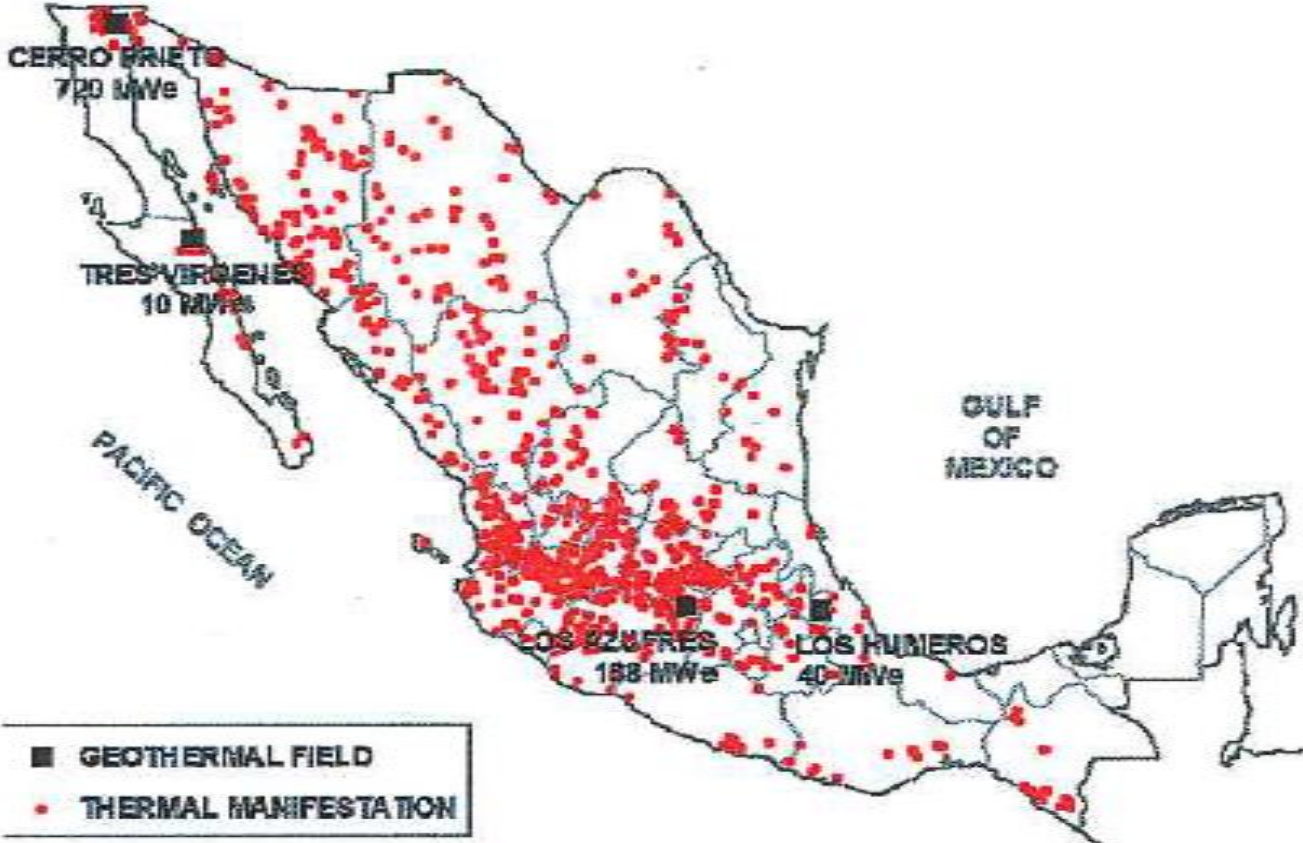 CERRO PRIETO
720 MWe
TRES VIRGENES
10 MWe
PACIFIC OCEAN
GULF
OF
MEXICO
LOS AZUFRES
188 MWe
LOS HUMEROS
40 MWe
GEOTHERMAL FIELD
THERMAL MANIFESTATION